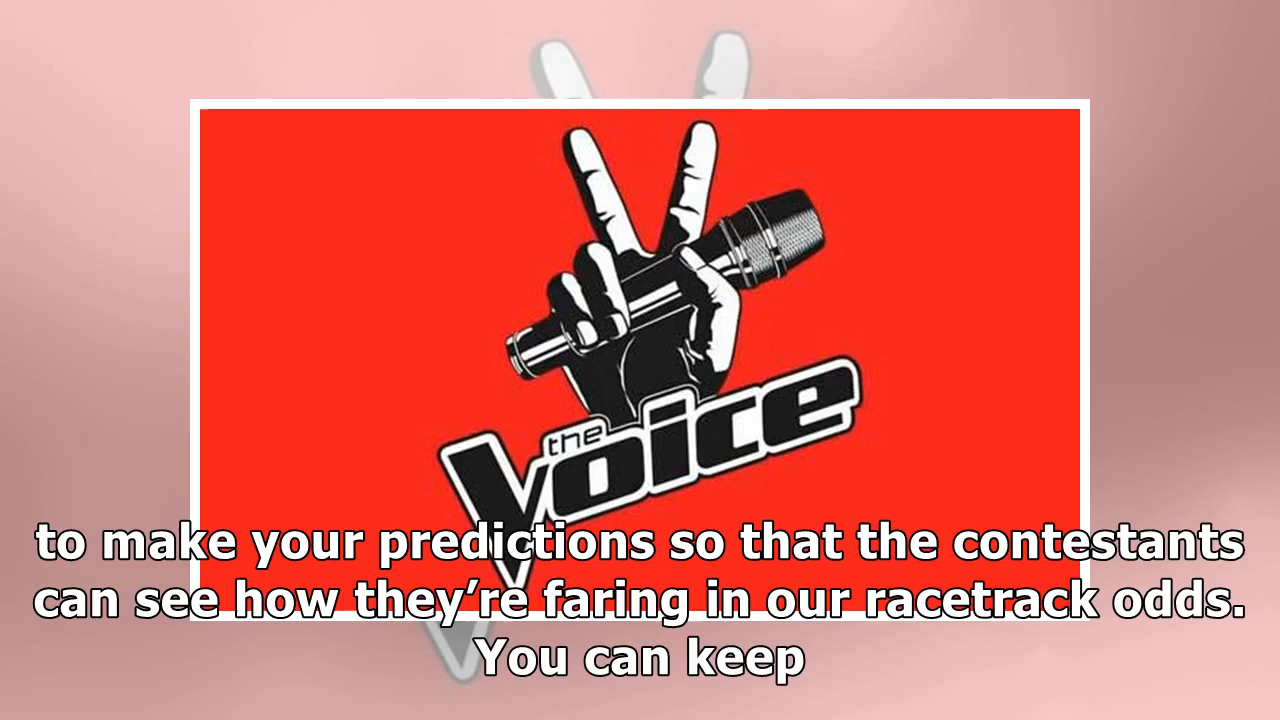 the
Voice
to make your predictions so that the contestants
can see how they’re faring in our racetrack odds.
You can keep